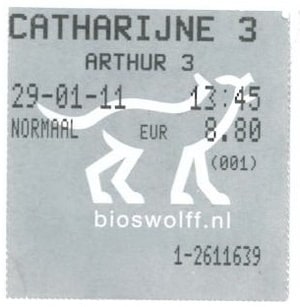 CATHARIJNE 3
ARTHUR 3
29-01-11 13:45
NORMAAL EUR 8.80
(001)
bioswolff.nl
1-2611639